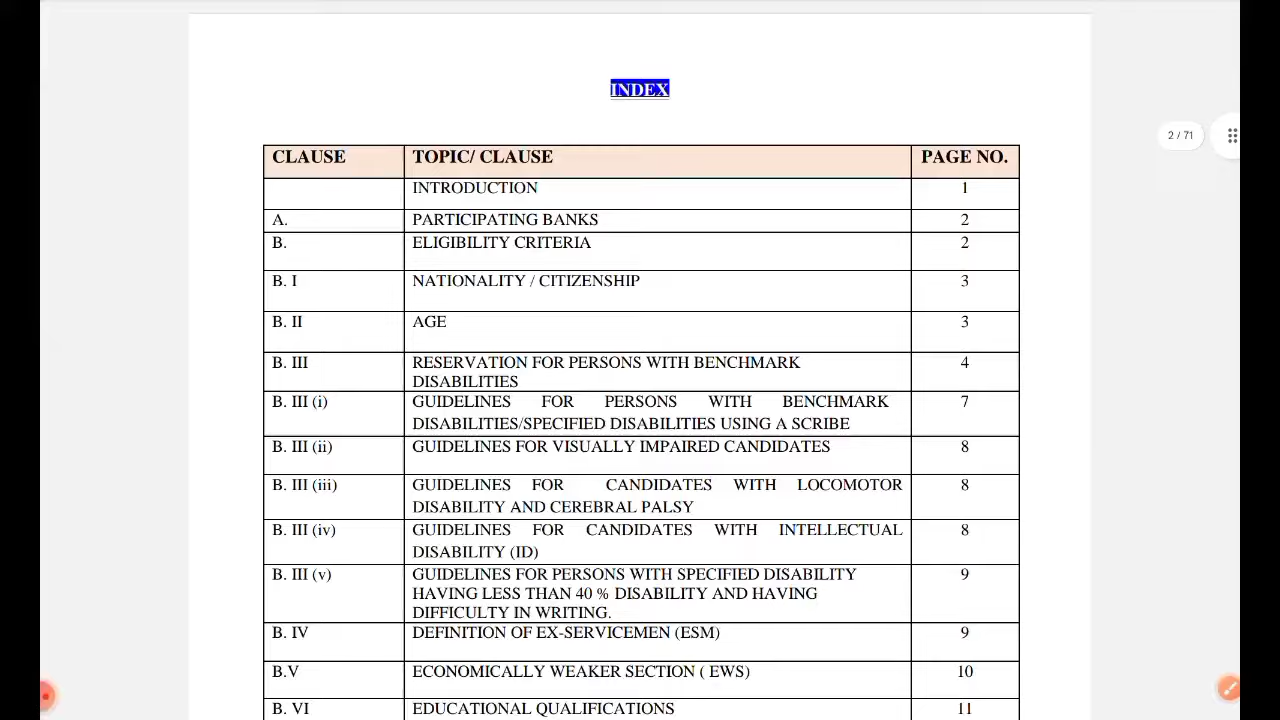 INDEX
2 / 71
CLAUSE TOPIC/ CLAUSE PAGE NO.
INTRODUCTION 1
A. PARTICIPATING BANKS 2
B. ELIGIBILITY CRITERIA 2
B. I NATIONALITY / CITIZENSHIP 3
B. II AGE 3
B. III RESERVATION FOR PERSONS WITH BENCHMARK 4
DISABILITIES
B. III (i) GUIDELINES FOR PERSONS WITH BENCHMARK 7
DISABILITIES/SPECIFIED DISABILITIES USING A SCRIBE
B. III (ii) GUIDELINES FOR VISUALLY IMPAIRED CANDIDATES 8
B. III (iii) GUIDELINES FOR CANDIDATES WITH LOCOMOTOR 8
DISABILITY AND CEREBRAL PALSY
B. III (iv) GUIDELINES FOR CANDIDATES WITH INTELLECTUAL 8
DISABILITY (ID)
B. III (v) GUIDELINES FOR PERSONS WITH SPECIFIED DISABILITY 9
HAVING LESS THAN 40 % DISABILITY AND HAVING
DIFFICULTY IN WRITING.
B. IV DEFINITION OF EX-SERVICEMEN (ESM) 9
B.V ECONOMICALLY WEAKER SECTION ( EWS) 10
B. VI EDUCATIONAL QUALIFICATIONS 11